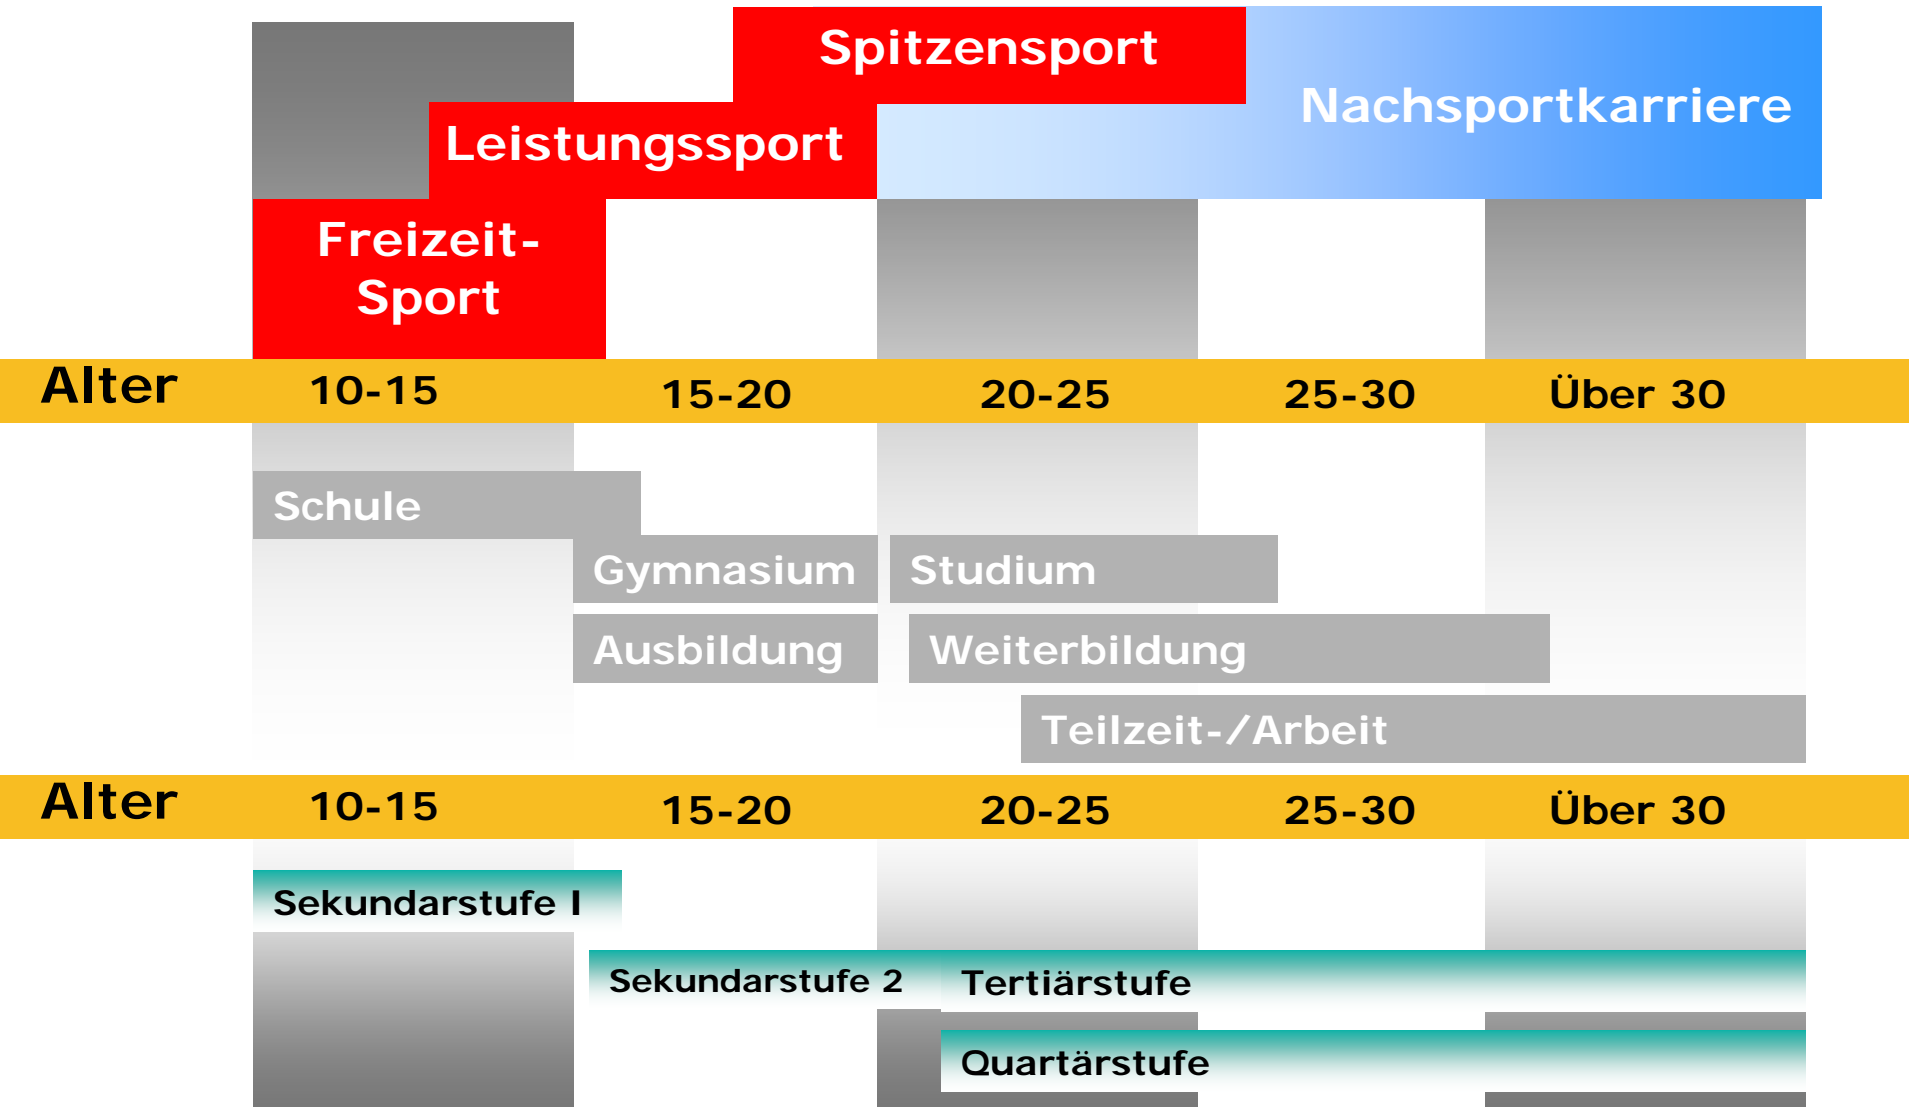 Spitzensport
Nachsportkarriere
Leistungssport
Freizeit-
Sport
Alter 10-15 15-20 20-25 25-30 Über 30
Schule
Gymnasium Studium
Ausbildung Weiterbildung
Teilzeit-/Arbeit
Alter 10-15 15-20 20-25 25-30 Über 30
Sekundarstufe I
Sekundarstufe 2 Tertiärstufe
Quartärstufe